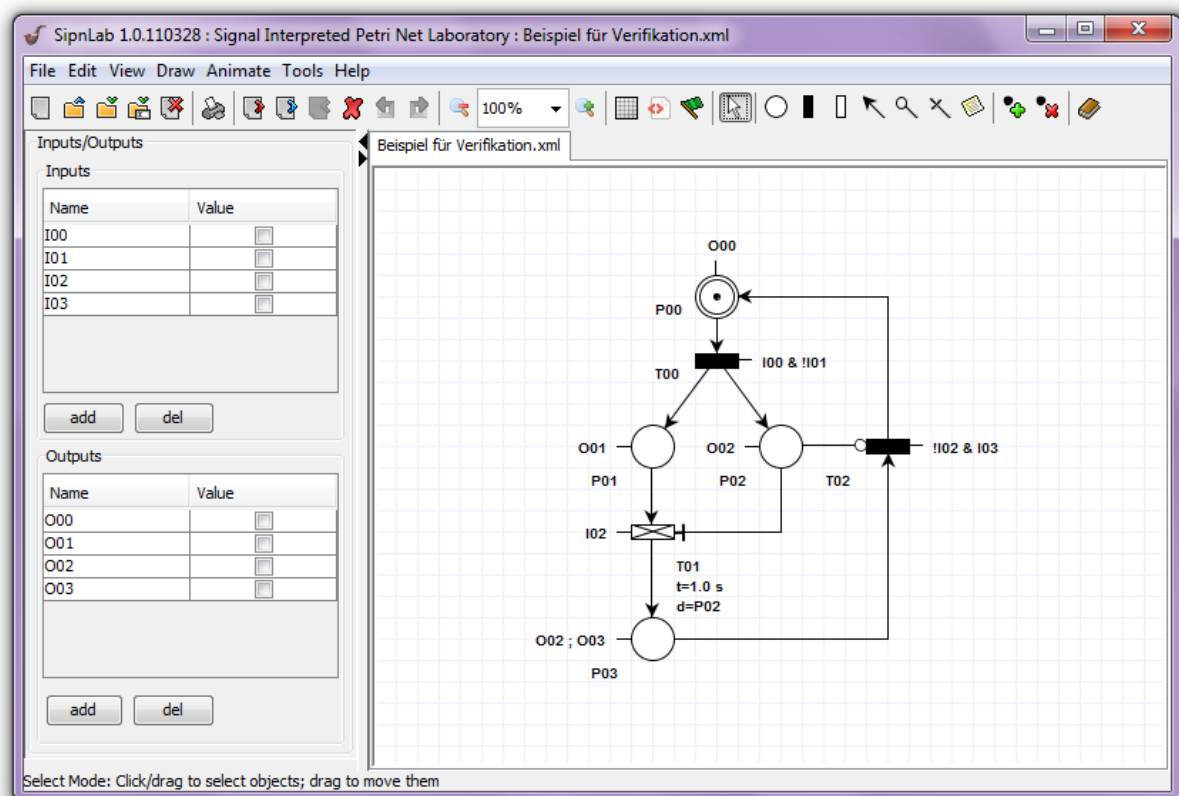 SipnLab 1.0.110328 : Signal Interpreted Petri Net Laboratory : Beispiel für Verifikation.xml
File Edit View Draw Animate Tools Help
100%
Inputs/Outputs
Inputs
Name Value
I00
I01
I02
I03
add del
Outputs
Name Value
O00
O01
O02
O03
add del
Beispiel für Verifikation.xml
O00
P00
I00 & !I01
T00
O01
O02
!I02 & I03
P01
P02
T02
I02
T01
t=1.0 s
d=P02
O02 ; O03
P03
Select Mode: Click/drag to select objects; drag to move them